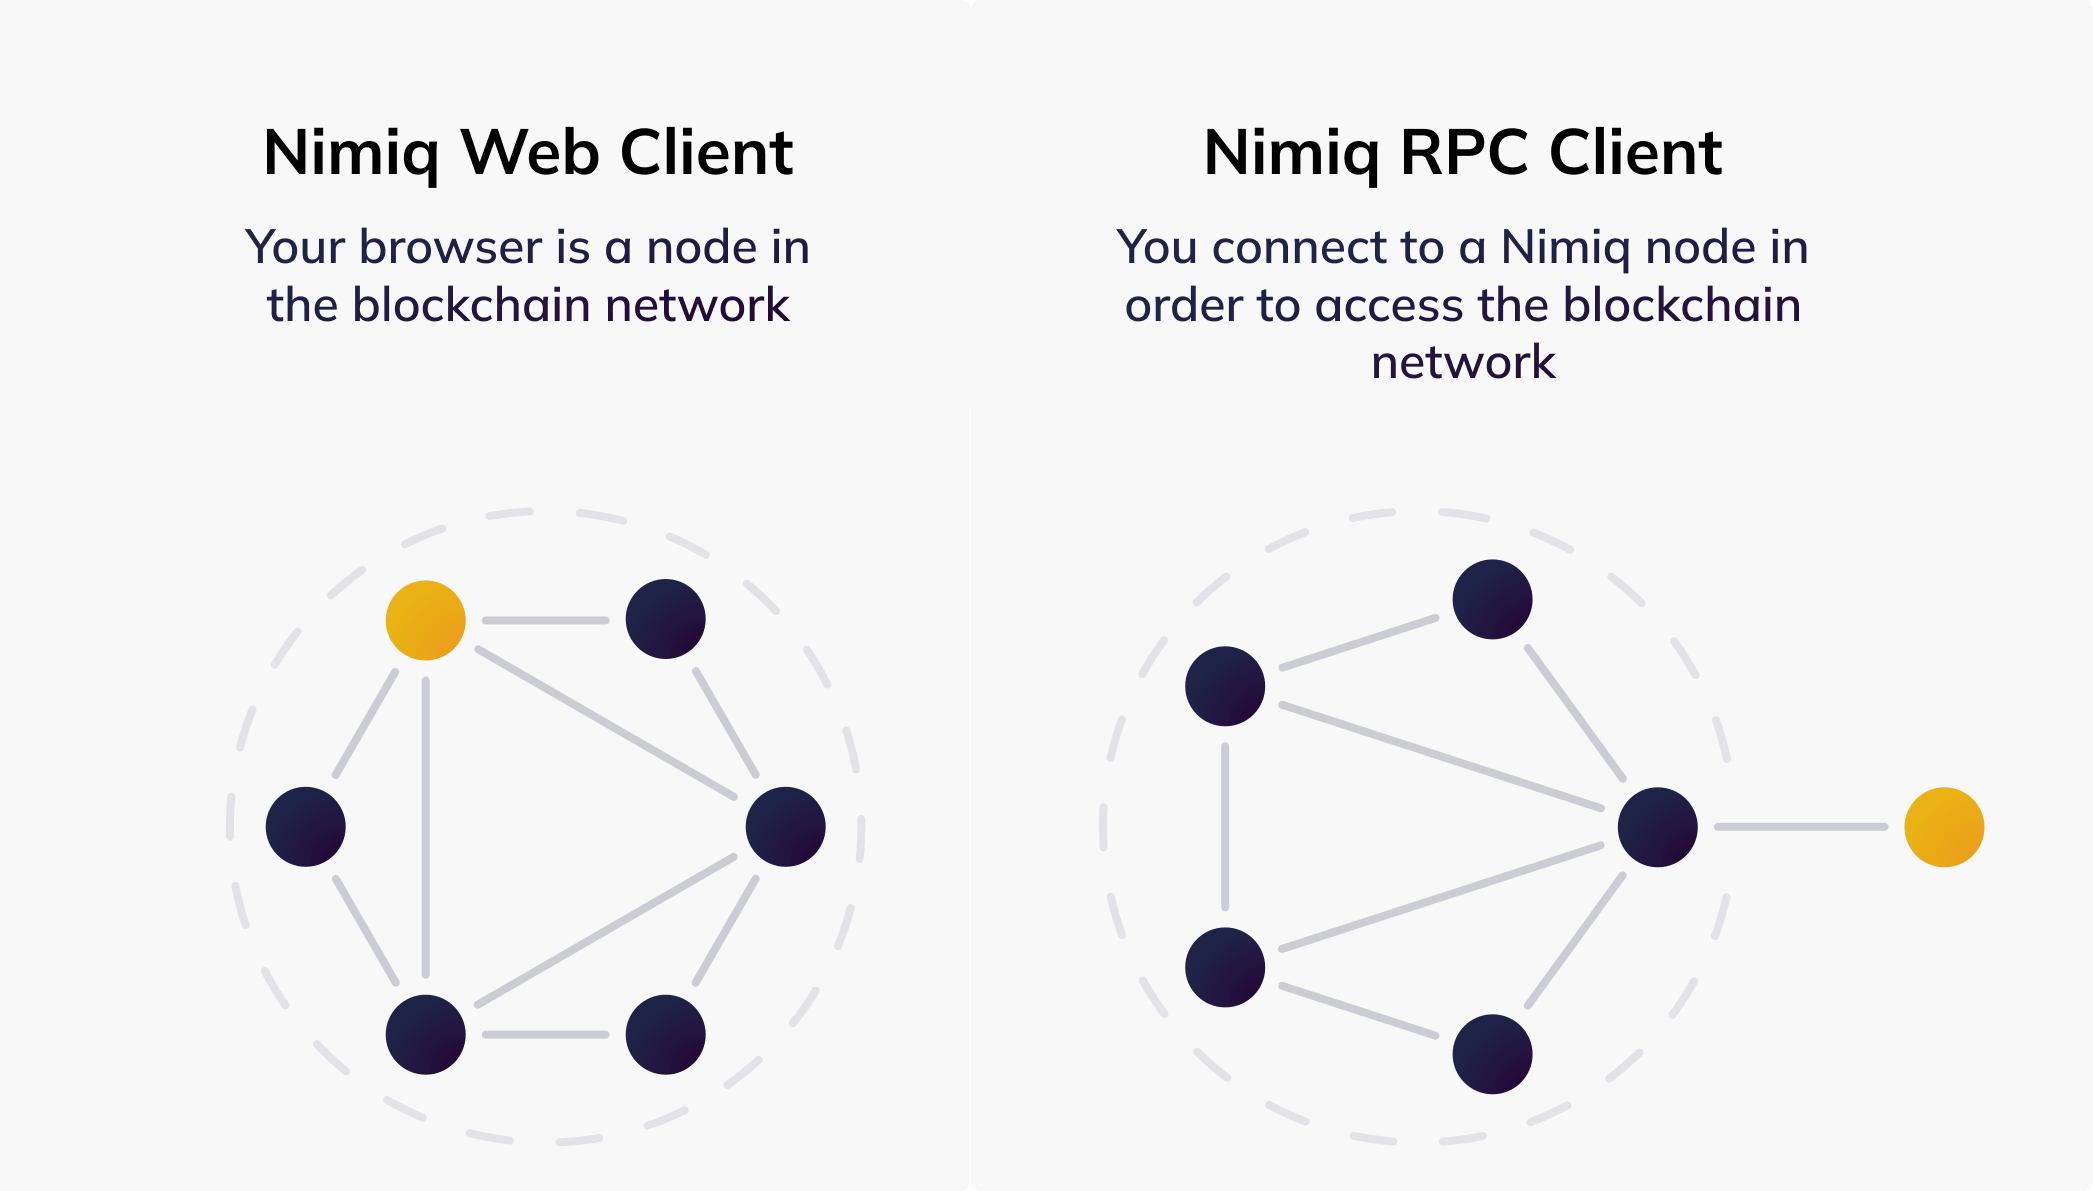 Nimiq Web Client
Your browser is a node in
the blockchain network
Nimiq RPC Client
You connect to a Nimiq node in
order to access the blockchain
network